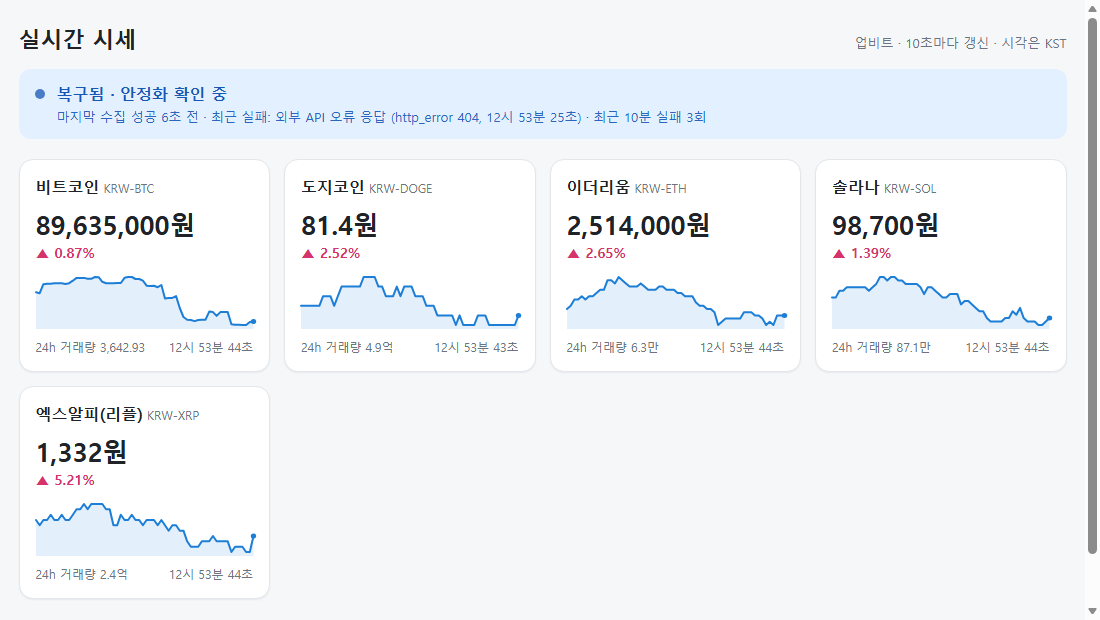 실시간 시세
업비트 · 10초마다 갱신 · 시각은 KST
복구됨 · 안정화 확인 중
마지막 수집 성공 6초 전 · 최근 실패: 외부 API 오류 응답 (http_error 404, 12시 53분 25초) · 최근 10분 실패 3회
비트코인 KRW-BTC
89,635,000원
▲ 0.87%
24h 거래량 3,642.93 12시 53분 44초
도지코인 KRW-DOGE
81.4원
▲ 2.52%
24h 거래량 4.9억 12시 53분 43초
이더리움 KRW-ETH
2,514,000원
▲ 2.65%
24h 거래량 6.3만 12시 53분 44초
솔라나 KRW-SOL
98,700원
▲ 1.39%
24h 거래량 87.1만 12시 53분 44초
엑스알피(리플) KRW-XRP
1,332원
▲ 5.21%
24h 거래량 2.4억 12시 53분 44초